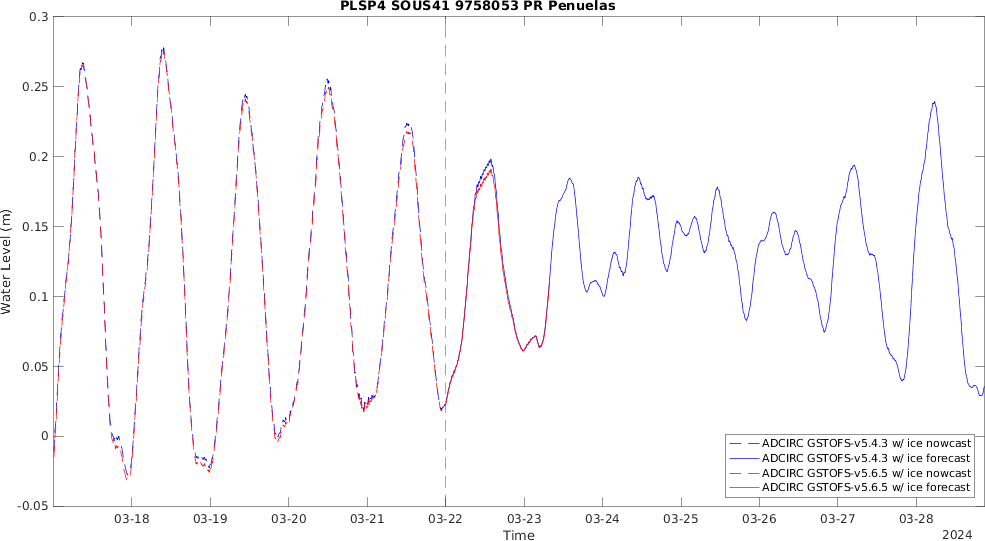 PLSP4 SOUS41 9758053 PR Penuelas
0.3
0.25
0.2
0.15
0.1
0.05
0
-0.05
Water Level (m)
03-18 03-19 03-20 03-21 03-22 03-23 03-24 03-25 03-26 03-27 03-28
2024
Time
ADCIRC GSTOFS-v5.4.3 w/ ice nowcast
ADCIRC GSTOFS-v5.4.3 w/ ice forecast
ADCIRC GSTOFS-v5.6.5 w/ ice nowcast
ADCIRC GSTOFS-v5.6.5 w/ ice forecast